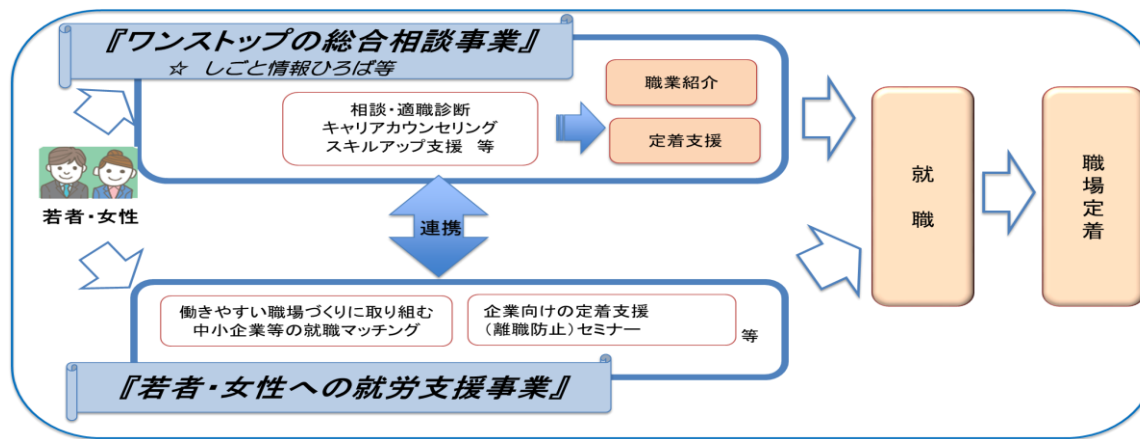 『ワンストップの総合相談事業』
☆ しごと情報ひろば等
相談・適職診断
キャリアカウンセリング
スキルアップ支援 等
職業紹介
定着支援
若者・女性
連携
働きやすい職場づくりに取り組む
中小企業等の就職マッチング
企業向けの定着支援
(離職防止)セミナー
等
『若者・女性への就労支援事業』
就職
職場定着